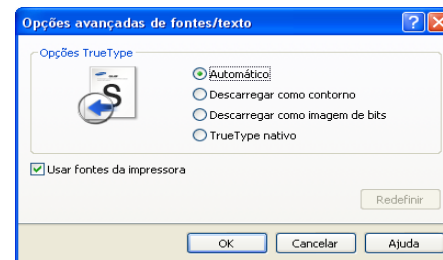 Opções avançadas de fontes/texto
Opções TrueType
S
Automático
Descarregar como contorno
Descarregar como imagem de bits
TrueType nativo
Usar fontes da impressora
Redefinir
OK Cancelar Ajuda